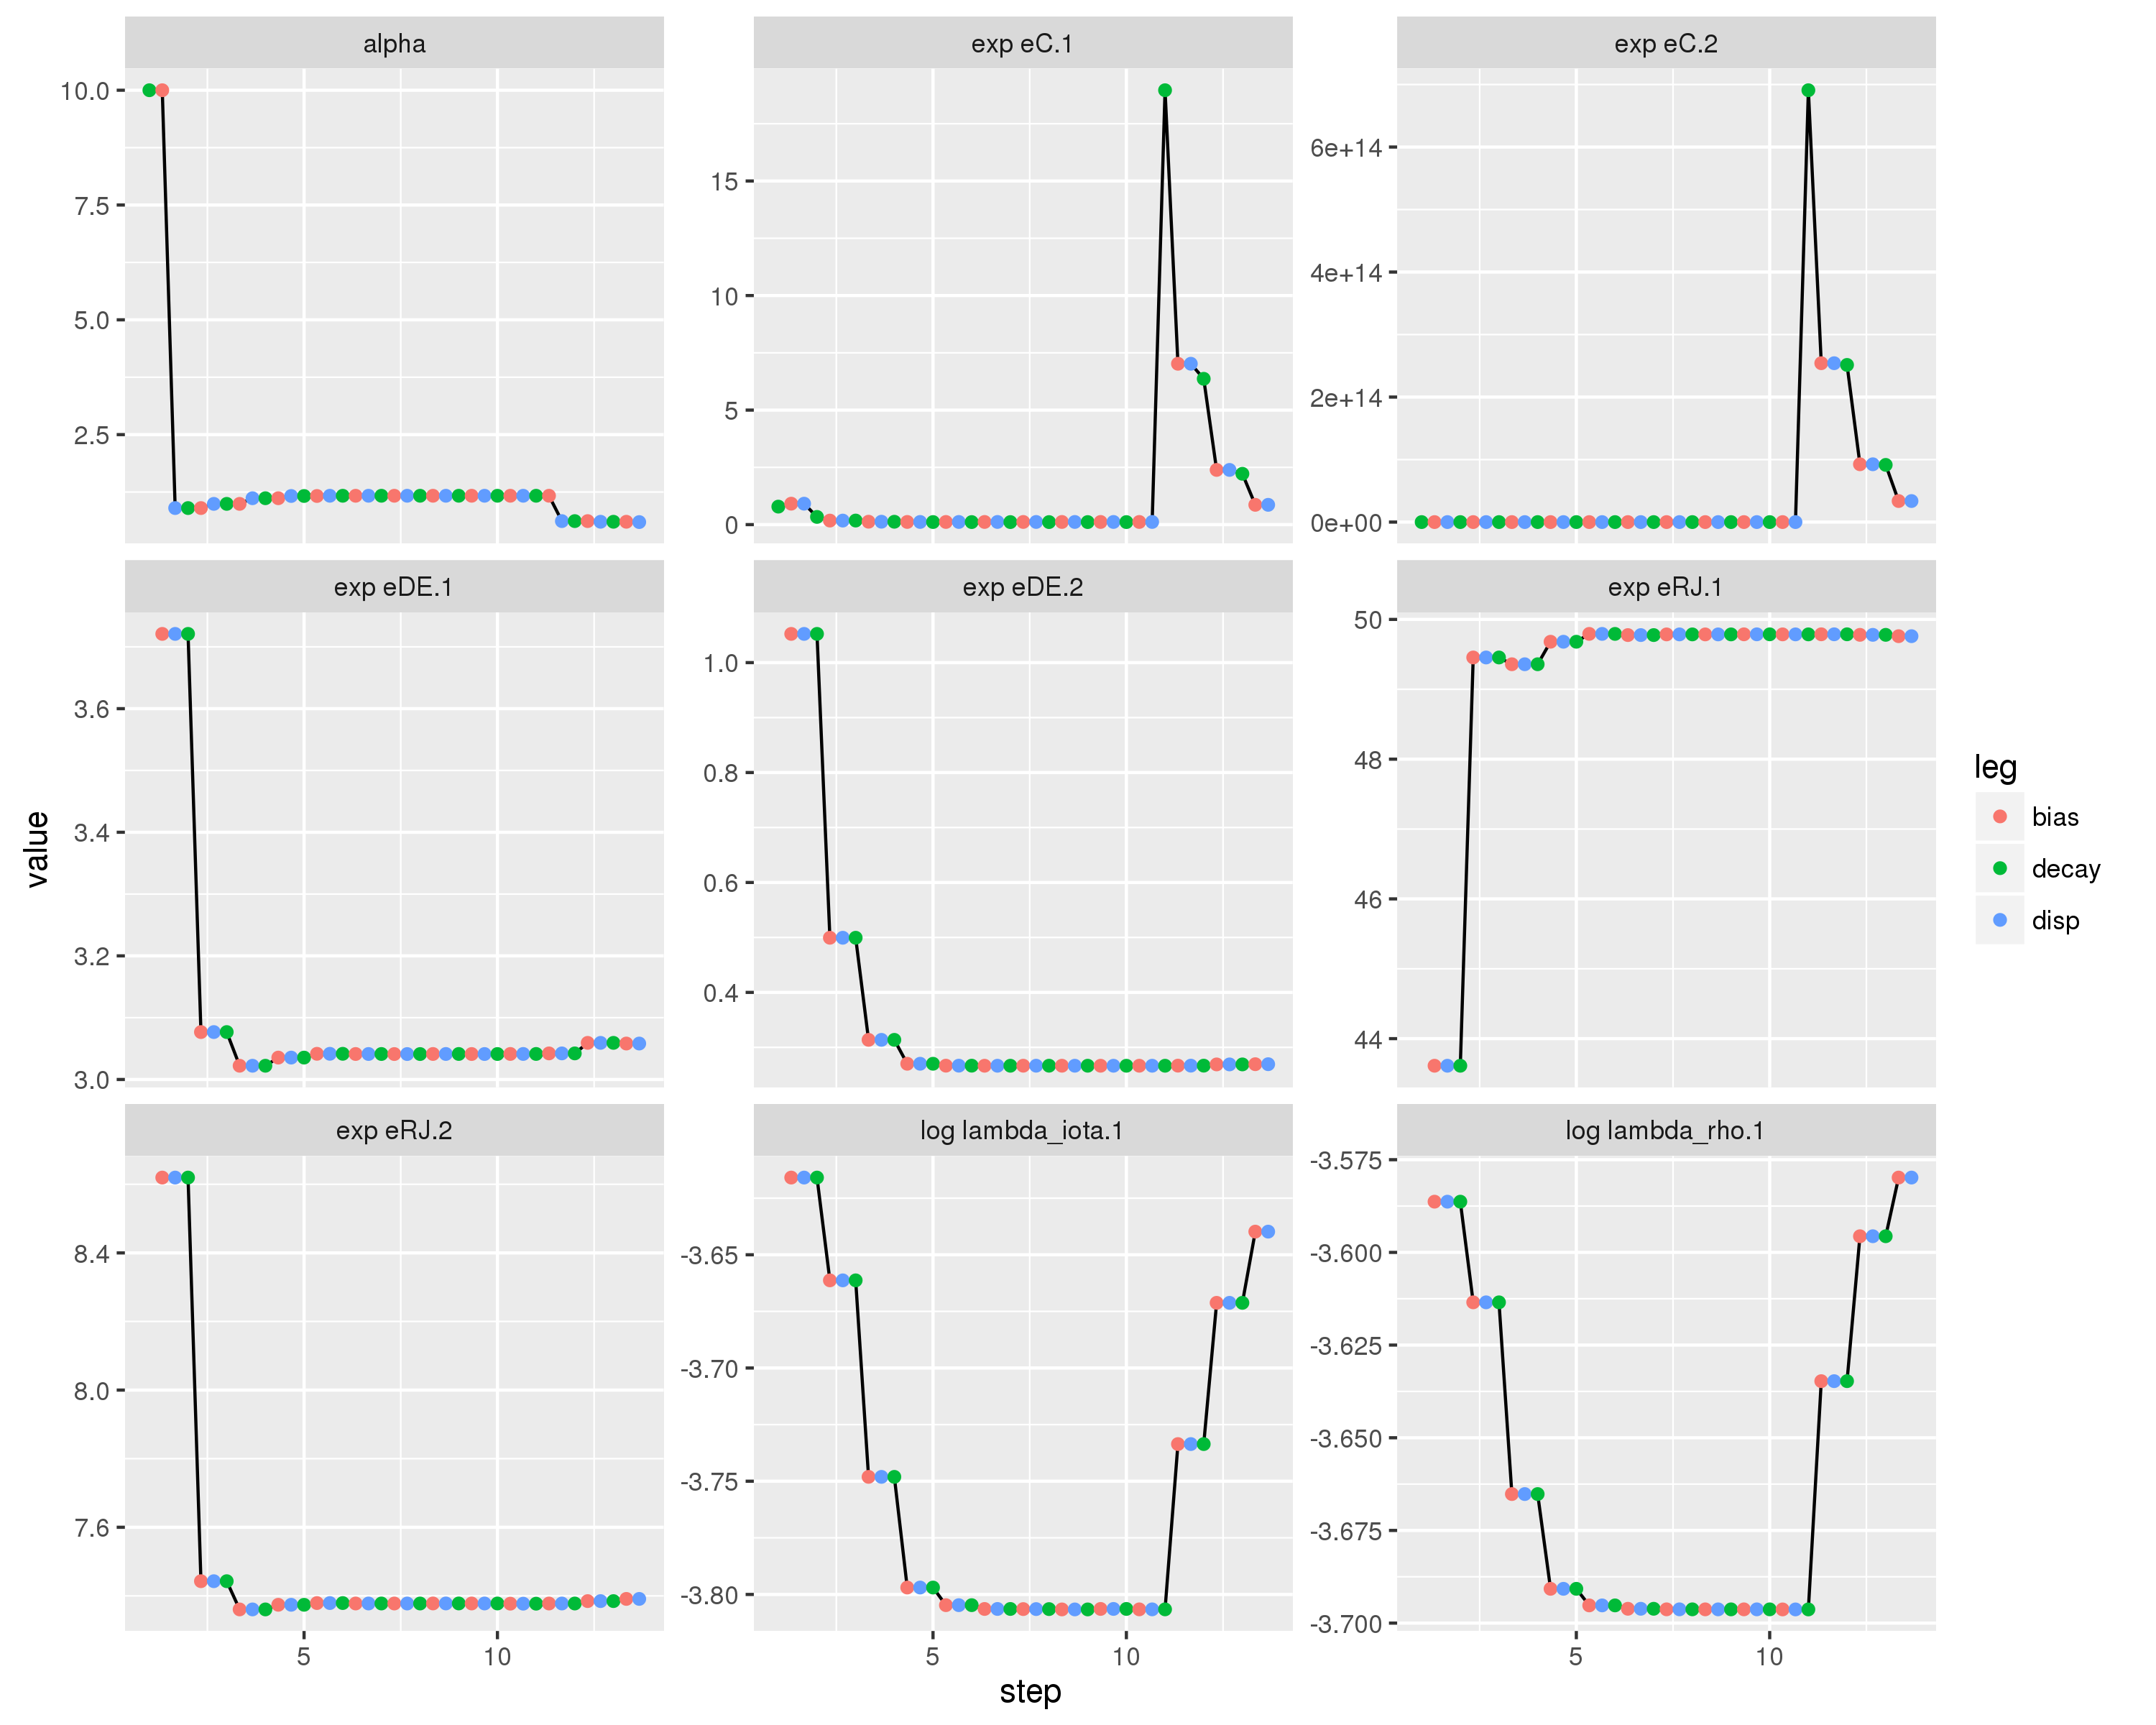 alpha
exp eC.1
exp eC.2
10.0
7.5
5.0
2.5
15
10
5
0
6e+14
4e+14
2e+14
0e+00
exp eDE.1
exp eDE.2
exp eRJ.1
3.6
3.4
3.2
3.0
1.0
0.8
0.6
0.4
50
48
46
44
exp eRJ.2
log lambda_iota.1
log lambda_rho.1
8.4
8.0
7.6
-3.65
-3.70
-3.75
-3.80
-3.575
-3.600
-3.625
-3.650
-3.675
-3.700
5
10
5
10
5
10
step
value
leg
bias
decay
disp